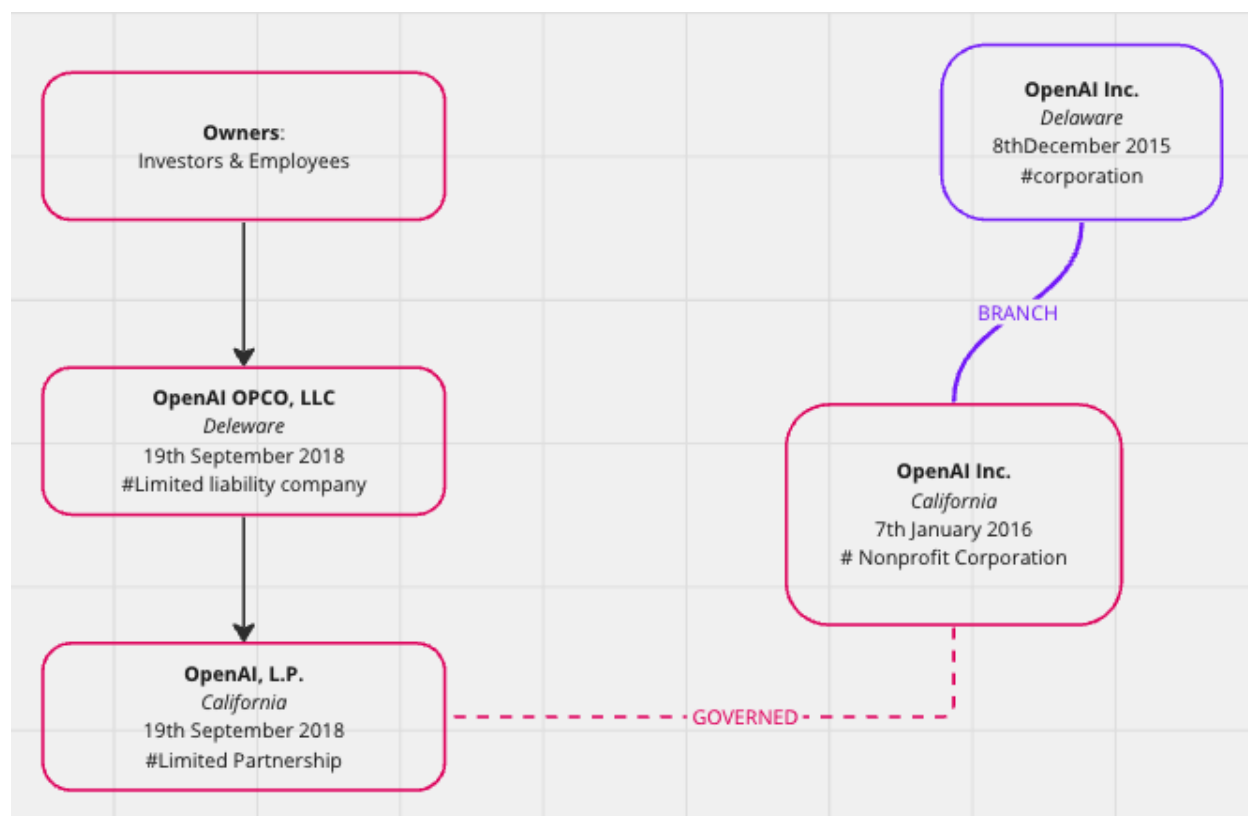 Owners:
Investors & Employees
OpenAI OPCO, LLC
Deleware
19th September 2018
#Limited liability company
OpenAI, L.P.
California
19th September 2018
#Limited Partnership
OpenAI Inc.
Delaware
8thDecember 2015
#corporation
BRANCH
OpenAI Inc.
California
7th January 2016
# Nonprofit Corporation
GOVERNED